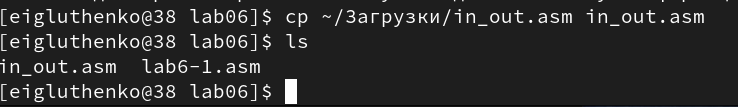 [eigluthenko@38 lab06]$ cp ~/Загрузки/in_out.asm in_out.asm
[eigluthenko@38 lab06]$ ls
in_out.asm  lab6-1.asm
[eigluthenko@38 lab06]$